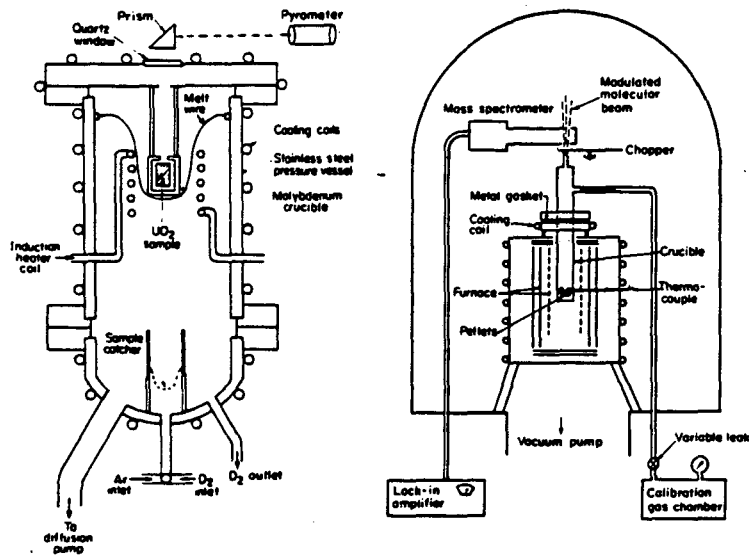 Prism
Pyrometer
Quartz
window
Melt
wire
Cooling coils
Stainless steel
pressure vessel
Molybdenum
crucible
UO2
sample
Induction
heater
coil
Sample
catcher
Ar
inlet
D2
inlet
D2 outlet
To
diffusion
pump
Modulated
molecular
beam
Mass spectrometer
Chopper
Metal gasket
Cooling
coil
Crucible
Furnace
Thermo-
couple
Pellets
Vacuum pump
Variable leak
Lock-in
amplifier
Calibration
gas chamber